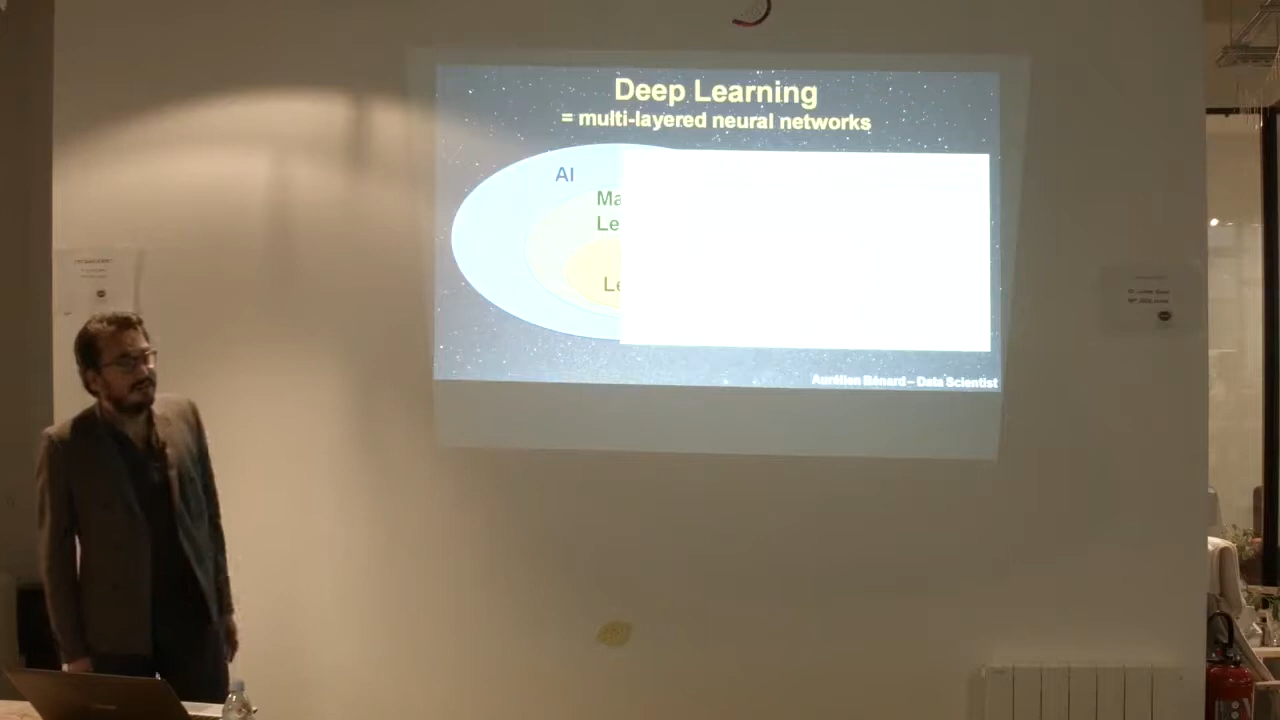 Deep Learning
= multi-layered neural networks
AI
Ma
Le
Le
Aurélien Bénard – Data Scientist